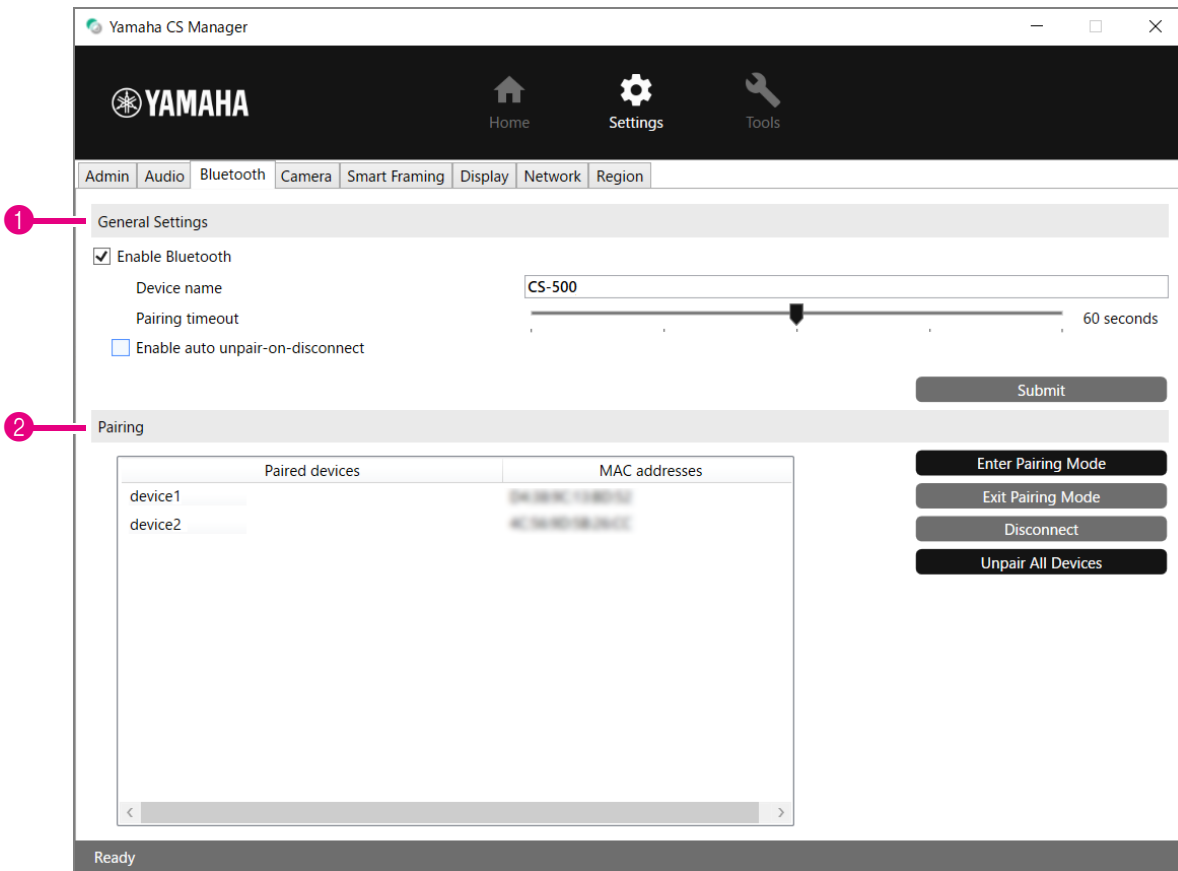 Yamaha CS Manager
YAMAHA
Home
Settings
Tools
Admin
Audio
Bluetooth
Camera
Smart Framing
Display
Network
Region
1
General Settings
Enable Bluetooth
Device name
CS-500
Pairing timeout
60 seconds
Enable auto unpair-on-disconnect
Submit
2
Pairing
Paired devices
MAC addresses
device1
device2
Enter Pairing Mode
Exit Pairing Mode
Disconnect
Unpair All Devices
Ready